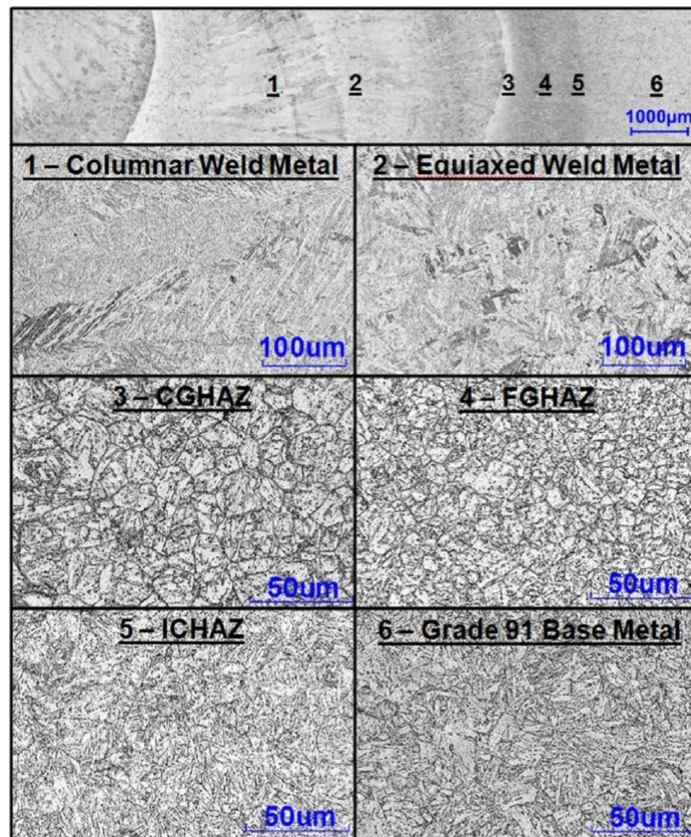 1 2 3 4 5 6
1000µm
1 – Columnar Weld Metal
2 – Equiaxed Weld Metal
100um
100um
3 – CGHAZ
4 – FGHAZ
50um
50um
5 – ICHAZ
6 – Grade 91 Base Metal
50um
50um